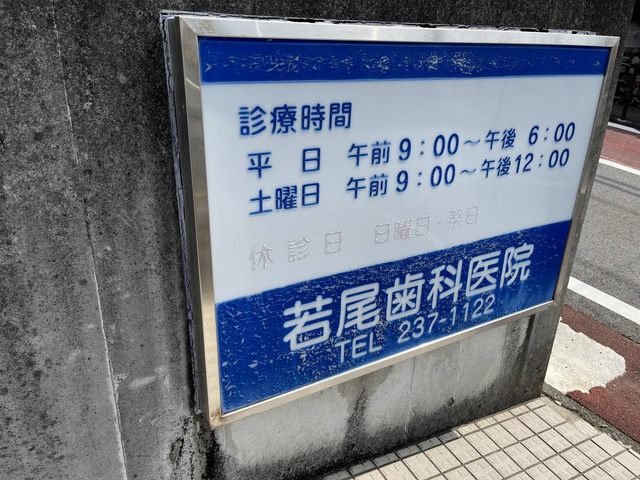 診療時間
平 日 午前 9：00～午後 6：00
土曜日 午前 9：00～午後12：00
休診日 日曜日・祭日
若尾歯科医院
TEL 237-1122